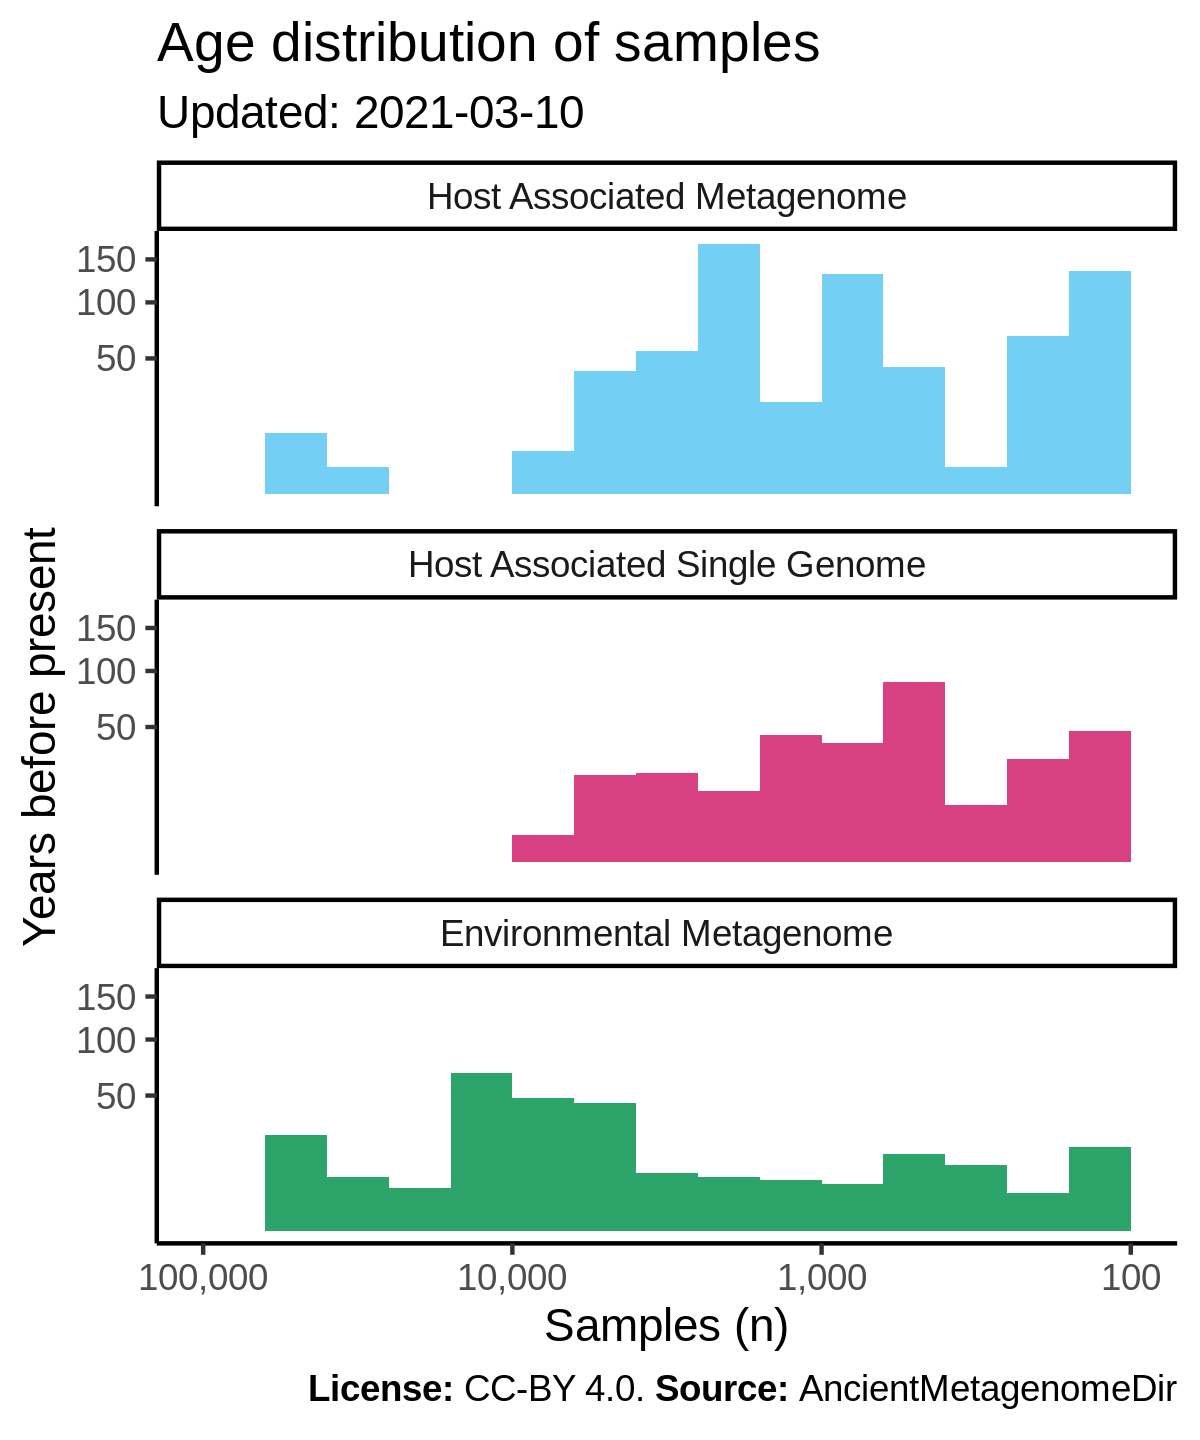 Age distribution of samples
Updated: 2021-03-10
Host Associated Metagenome
150
100
50
Host Associated Single Genome
150
100
50
Years before present
Environmental Metagenome
150
100
50
100,000 10,000 1,000 100
Samples (n)
License: CC-BY 4.0. Source: AncientMetagenomeDir